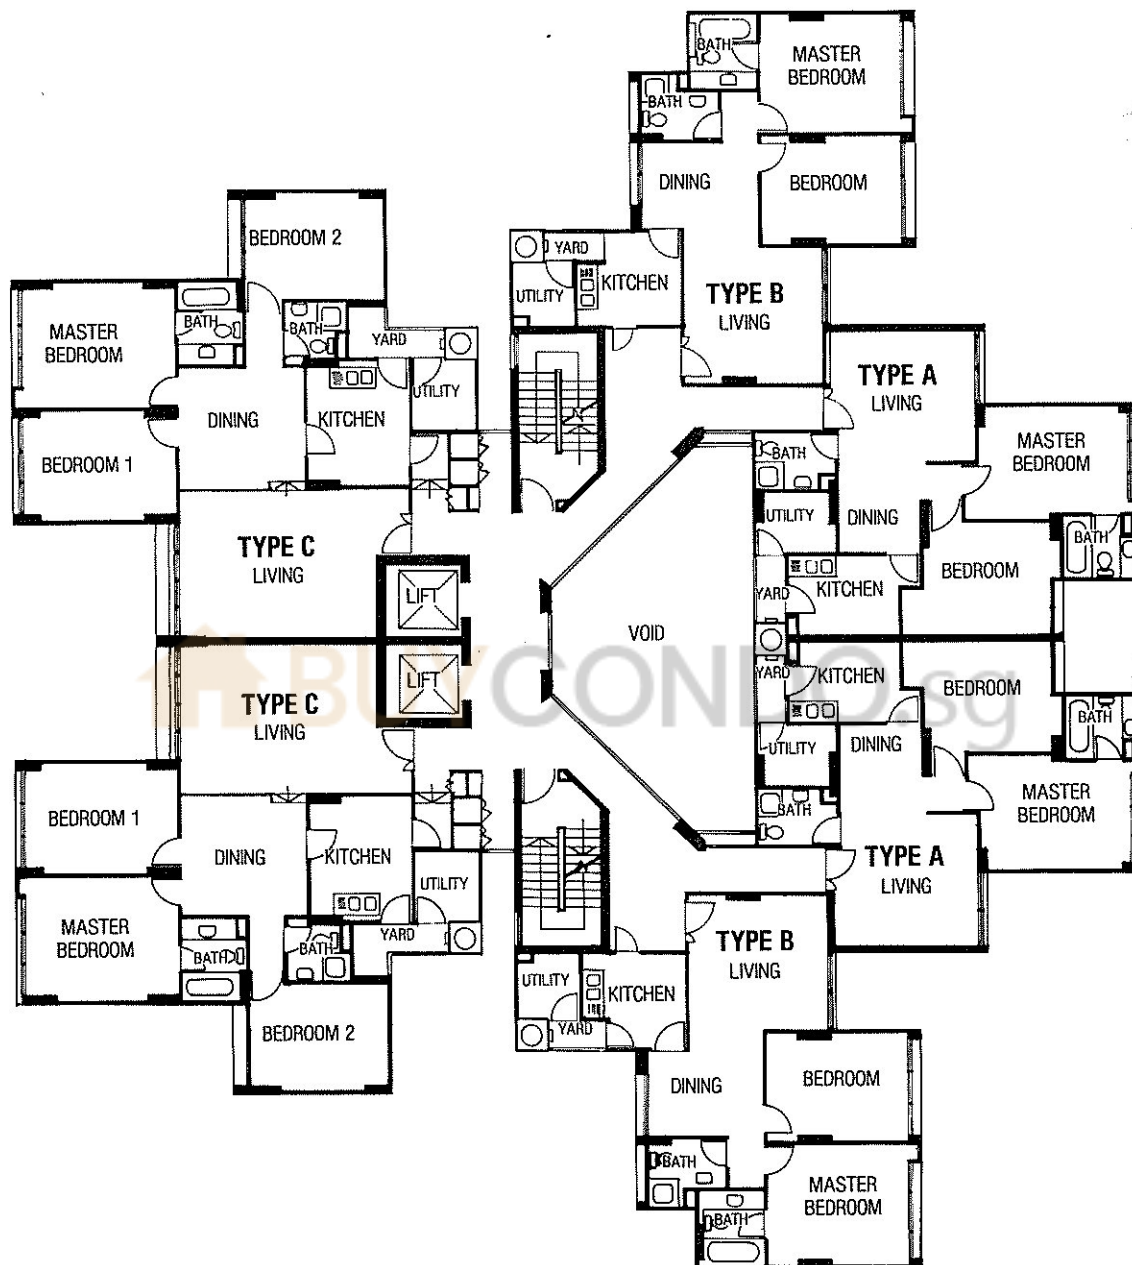 BATH
MASTER
BEDROOM
BATH
DINING
BEDROOM
BEDROOM 2
YARD
KITCHEN
UTILITY
TYPE B
LIVING
MASTER
BEDROOM
BATH
BATH
YARD
UTILITY
KITCHEN
DINING
BEDROOM 1
TYPE A
LIVING
MASTER
BEDROOM
BATH
UTILITY
DINING
BATH
BEDROOM
TYPE C
LIVING
LIFT
YARD
KITCHEN
VOID
BUYCONDO.sg
LIFT
TYPE C
LIVING
YARD
KITCHEN
BEDROOM
BATH
UTILITY
DINING
MASTER
BEDROOM
BATH
TYPE A
LIVING
BEDROOM 1
DINING
KITCHEN
UTILITY
MASTER
BEDROOM
BATH
BATH
YARD
BEDROOM 2
TYPE B
LIVING
UTILITY
KITCHEN
YARD
DINING
BEDROOM
BATH
MASTER
BEDROOM
BATH